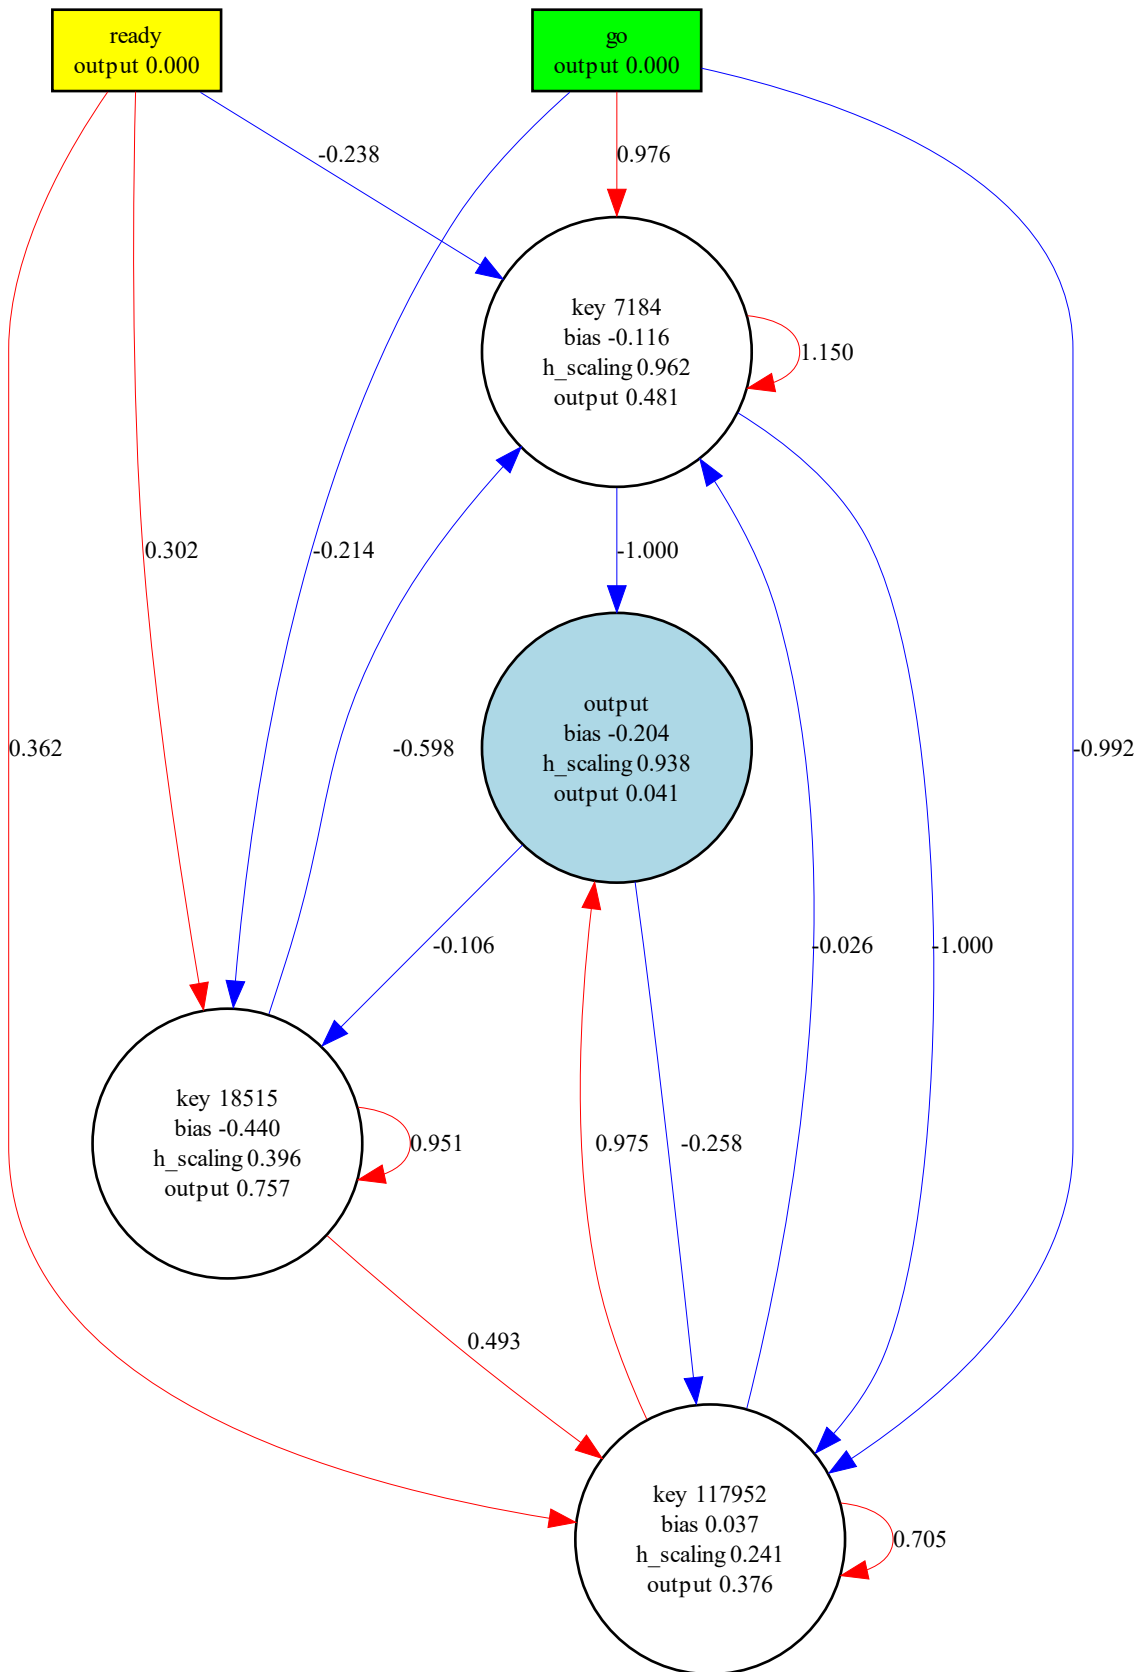 ready
output 0.000
go
output 0.000
-0.238
0.976
key 7184
bias -0.116
h_scaling 0.962
output 0.481
1.150
0.302
-0.214
-1.000
output
bias -0.204
h_scaling 0.938
output 0.041
0.362
-0.598
-0.992
-0.106
-0.026
-1.000
key 18515
bias -0.440
h_scaling 0.396
output 0.757
0.951
0.975
-0.258
0.493
key 117952
bias 0.037
h_scaling 0.241
output 0.376
0.705